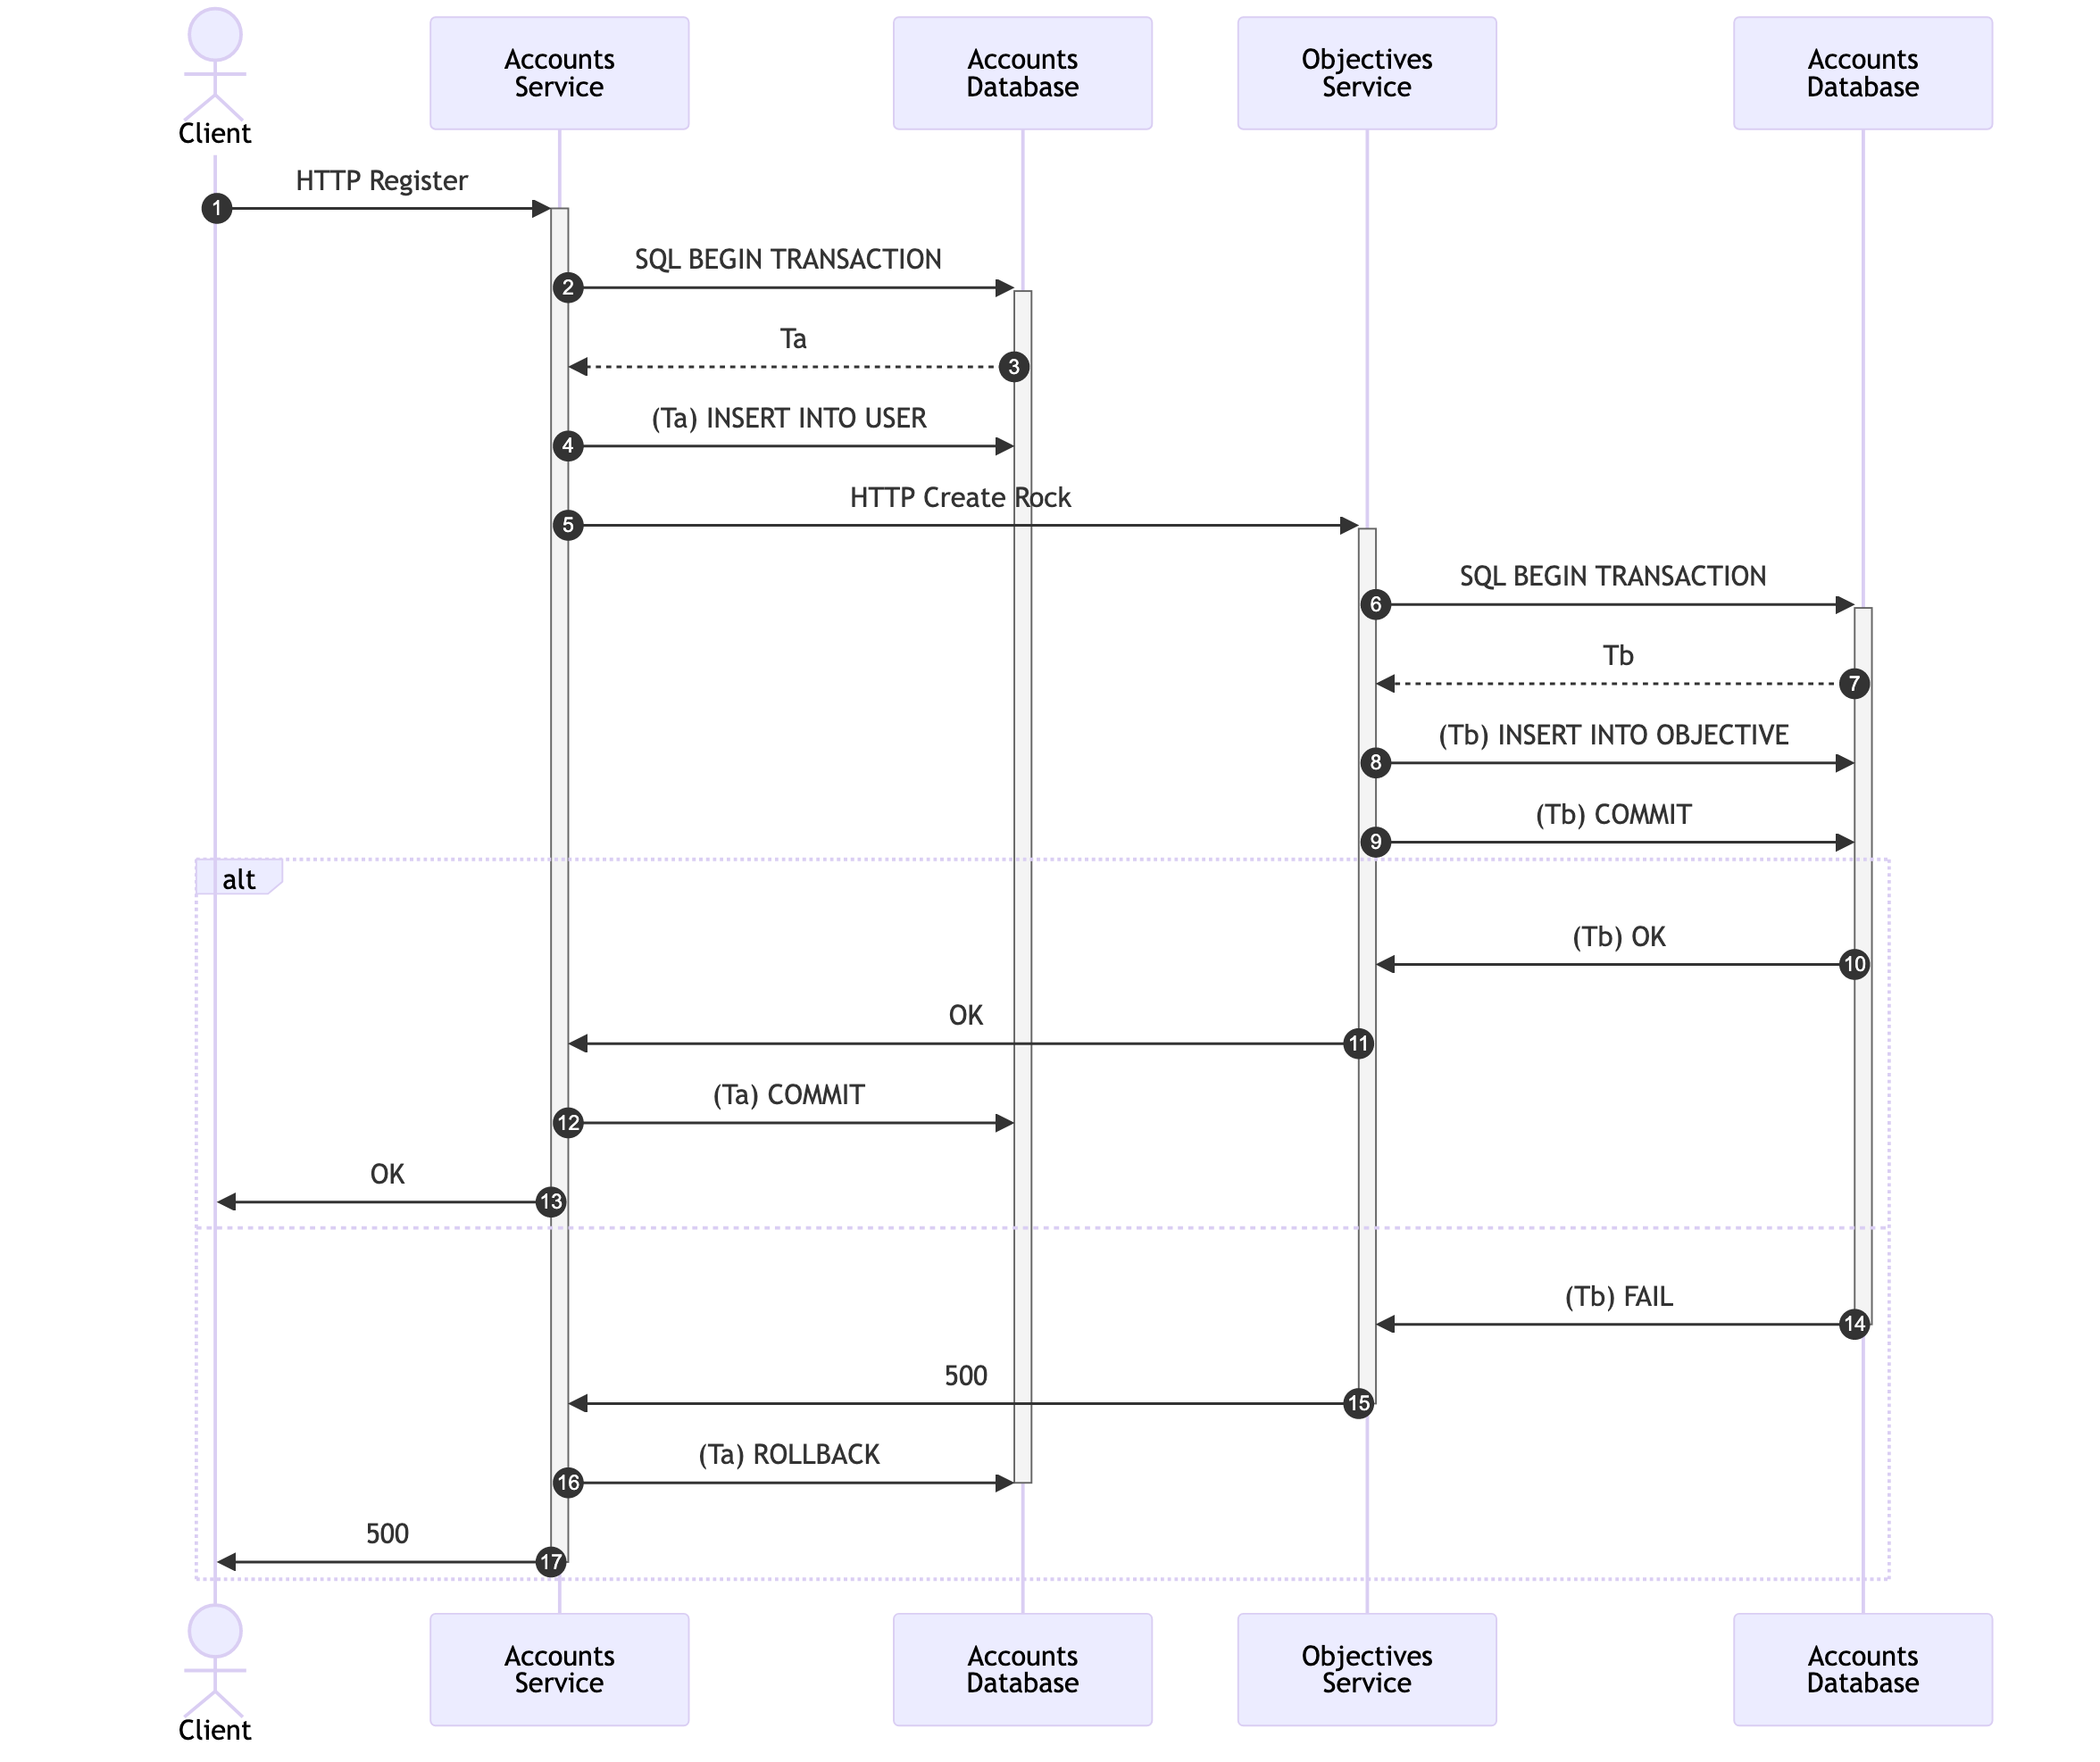 Client
Accounts
Service
Accounts
Database
Objectives
Service
Accounts
Database
HTTP Register
1
SQL BEGIN TRANSACTION
2
Ta
3
(Ta) INSERT INTO USER
4
HTTP Create Rock
5
SQL BEGIN TRANSACTION
6
Tb
7
(Tb) INSERT INTO OBJECTIVE
8
(Tb) COMMIT
9
alt
(Tb) OK
10
OK
11
(Ta) COMMIT
12
OK
13
(Tb) FAIL
14
500
15
(Ta) ROLLBACK
16
500
17
Client
Accounts
Service
Accounts
Database
Objectives
Service
Accounts
Database